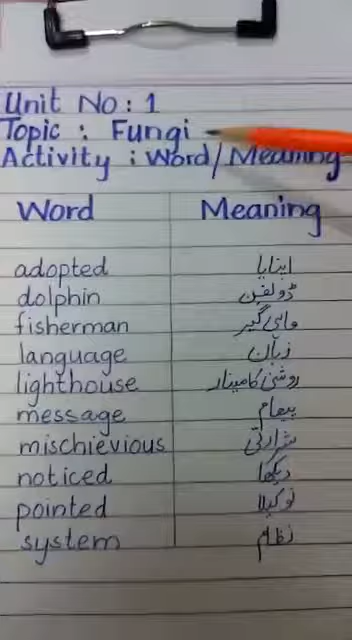 Unit No : 1
Topic : Fungi
Activity : Word/Meaning
Word Meaning
adopted اپنایا
dolphin ڈولفین
fisherman ماہی گیر
language زبان
lighthouse روشنی کا مینار
message پیغام
mischievious شرارتی
noticed دیکھا
pointed نوکیلا
system نظام